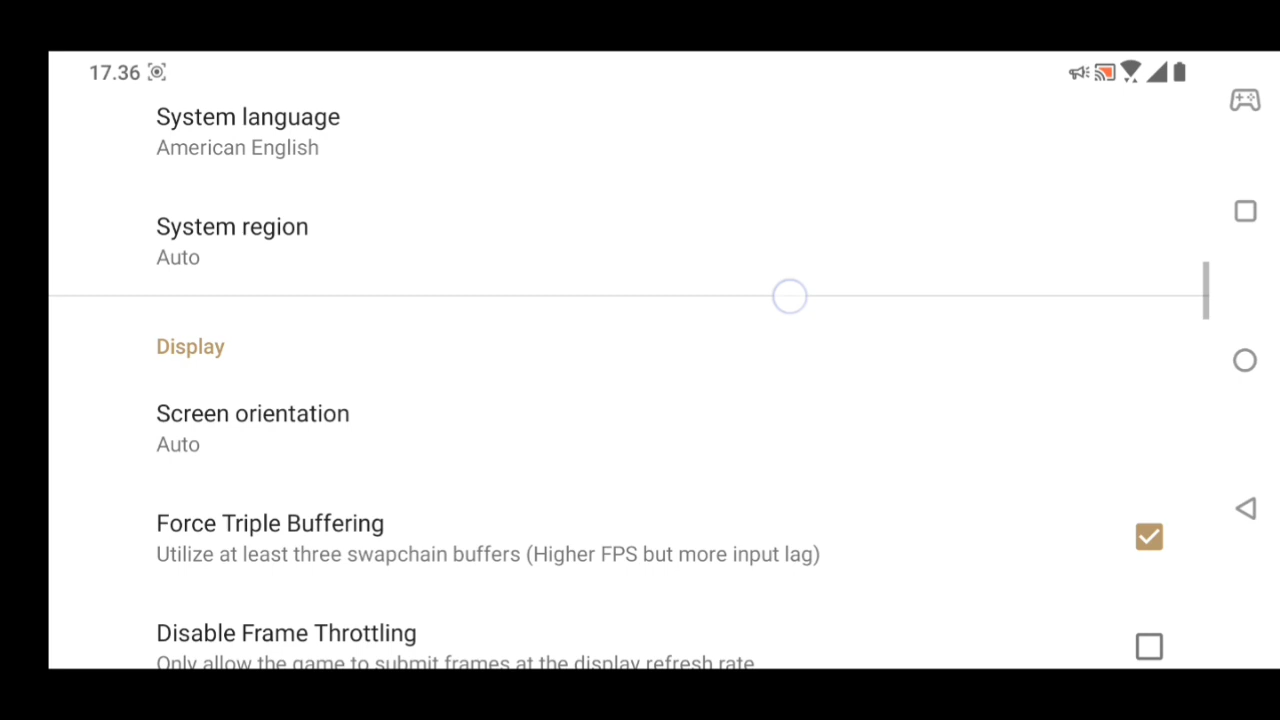 17.36
System language
American English
System region
Auto
Display
Screen orientation
Auto
Force Triple Buffering
Utilize at least three swapchain buffers (Higher FPS but more input lag)
Disable Frame Throttling
Only allow the game to submit frames at the display refresh rate